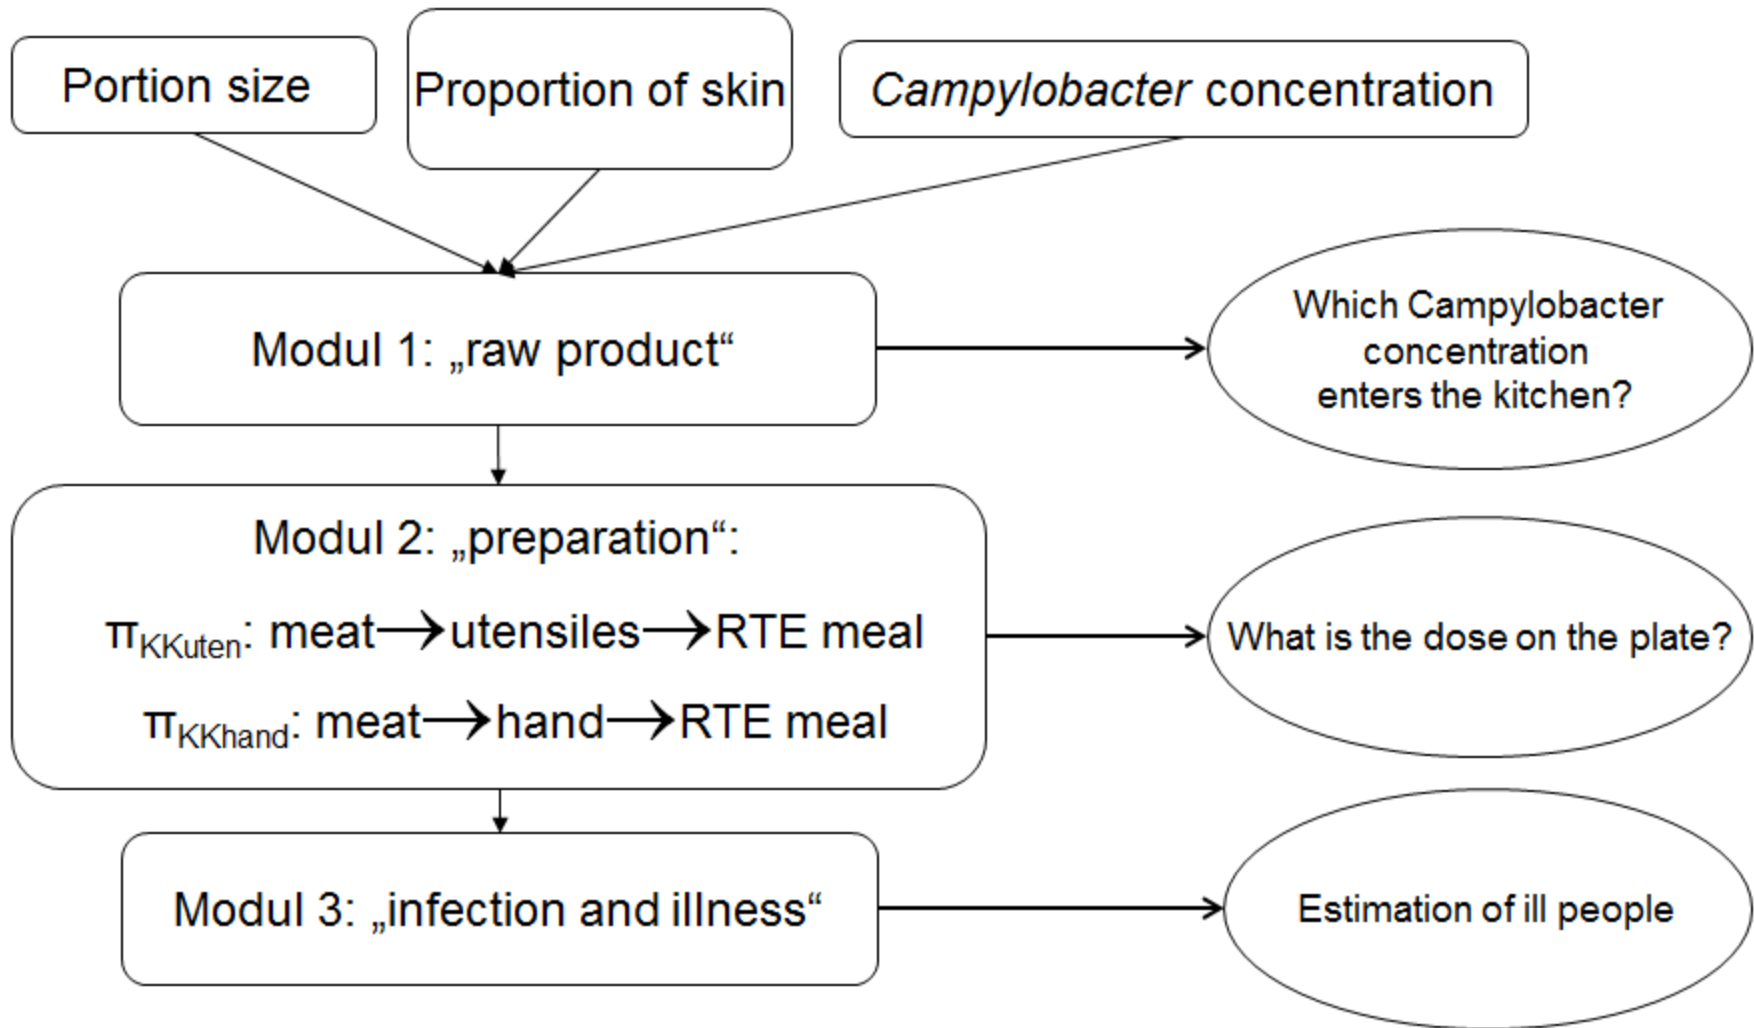 Portion size
Proportion of skin
Campylobacter concentration
Modul 1: „raw product“
Which Campylobacter
concentration
enters the kitchen?
Modul 2: „preparation“:
πKKuten: meat→utensiles→RTE meal
πKKhand: meat→hand→RTE meal
What is the dose on the plate?
Modul 3: „infection and illness“
Estimation of ill people